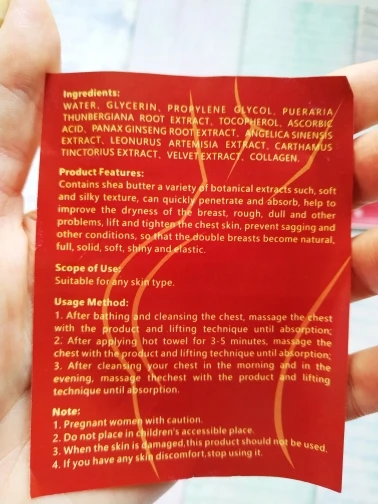 Ingredients:
WATER, GLYCERIN, PROPYLENE GLYCOL, PUERARIA
THUNBERGIANA ROOT EXTRACT, TOCOPHEROL, ASCORBIC
ACID, PANAX GINSENG ROOT EXTRACT, ANGELICA SINENSIS
EXTRACT, LEONURUS ARTEMISIA EXTRACT, CARTHAMUS
TINCTORIUS EXTRACT, VELVET EXTRACT, COLLAGEN.
Product Features:
Contains shea butter a variety of botanical extracts such, soft
and silky texture, can quickly penetrate and absorb, help to
improve the dryness of the breast, rough, dull and other
problems, lift and tighten the chest skin, prevent sagging and
other conditions, so that the double breasts become natural,
full, solid, soft, shiny and elastic.
Scope of Use:
Suitable for any skin type.
Usage Method:
1. After bathing and cleansing the chest, massage the chest
with the product and lifting technique until absorption;
2. After applying hot towel for 3-5 minutes, massage the
chest with the product and lifting technique until absorption;
3. After cleansing your chest in the morning and in the
evening, massage thechest with the product and lifting
technique until absorption.
Note:
1. Pregnant women with caution.
2. Do not place in children's accessible place.
3. When the skin is damaged,this product should not be used.
4. If you have any skin discomfort,stop using it.